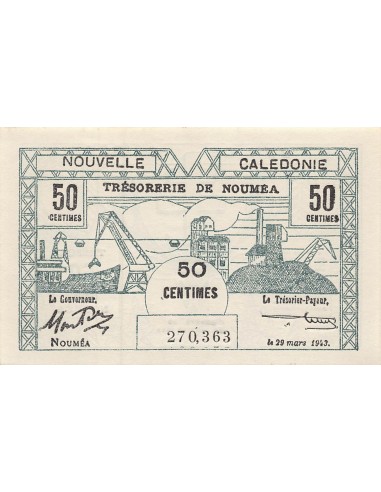 NOUVELLE CALEDONIE
TRÉSORERIE DE NOUMÉA
50 CENTIMES
50 CENTIMES
50
CENTIMES
Le Gouverneur,
Le Trésorier-Payeur,
270,363
NOUMÉA
le 29 mars 1943.